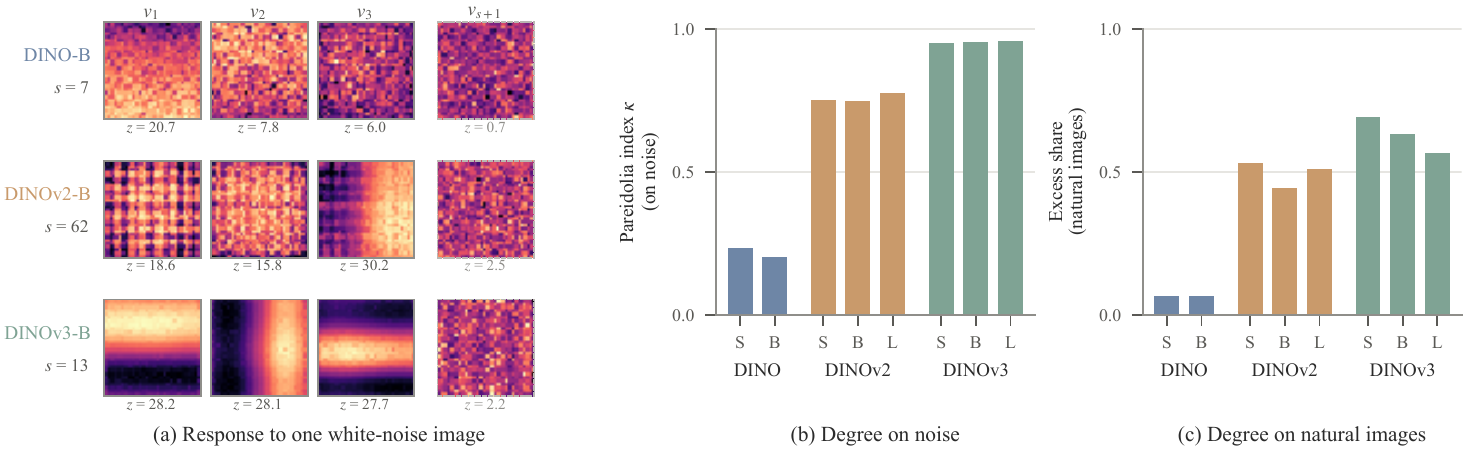 v1 v2 v3 vs+1
DINO-B
s = 7
z = 20.7 z = 7.8 z = 6.0 z = 0.7
DINOv2-B
s = 62
z = 18.6 z = 15.8 z = 30.2 z = 2.5
DINOv3-B
s = 13
z = 28.2 z = 28.1 z = 27.7 z = 2.2
(a) Response to one white-noise image
Pareidolia index κ
(on noise)
1.0
0.5
0.0
S B S B L S B L
DINO DINOv2 DINOv3
(b) Degree on noise
Excess share
(natural images)
1.0
0.5
0.0
S B S B L S B L
DINO DINOv2 DINOv3
(c) Degree on natural images